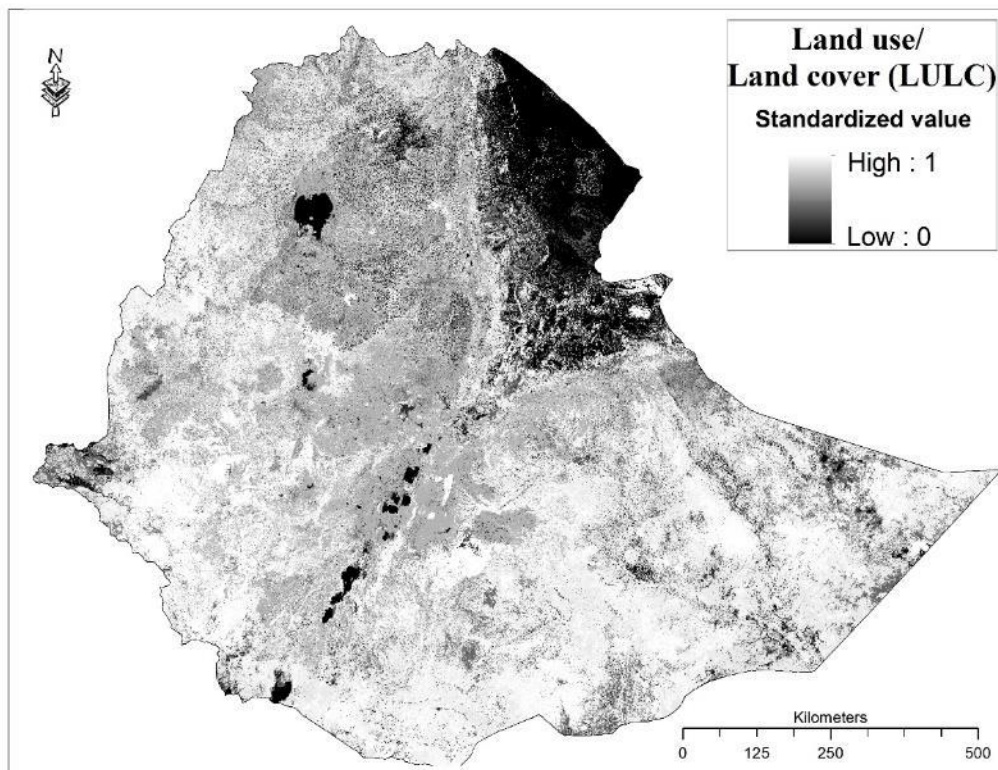 N
Land use/
Land cover (LULC)
Standardized value
High : 1
Low : 0
Kilometers
0 125 250 500